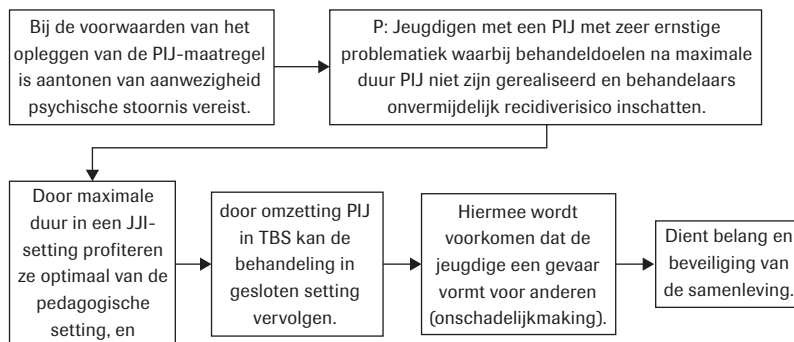 Bij de voorwaarden van het
opleggen van de PIJ-maatregel
is aantonen van aanwezigheid
psychische stoornis vereist.
P: Jeugdigen met een PIJ met zeer ernstige
problematiek waarbij behandeldoelen na maximale
duur PIJ niet zijn gerealiseerd en behandelaars
onvermijdelijk recidiverisico inschatten.
Door maximale
duur in een JJI-
setting profiteren
ze optimaal van de
pedagogische
setting, en
door omzetting PIJ
in TBS kan de
behandeling in
gesloten setting
vervolgen.
Hiermee wordt
voorkomen dat de
jeugdige een gevaar
vormt voor anderen
(onschadelijkmaking).
Dient belang en
beveiliging van
de samenleving.